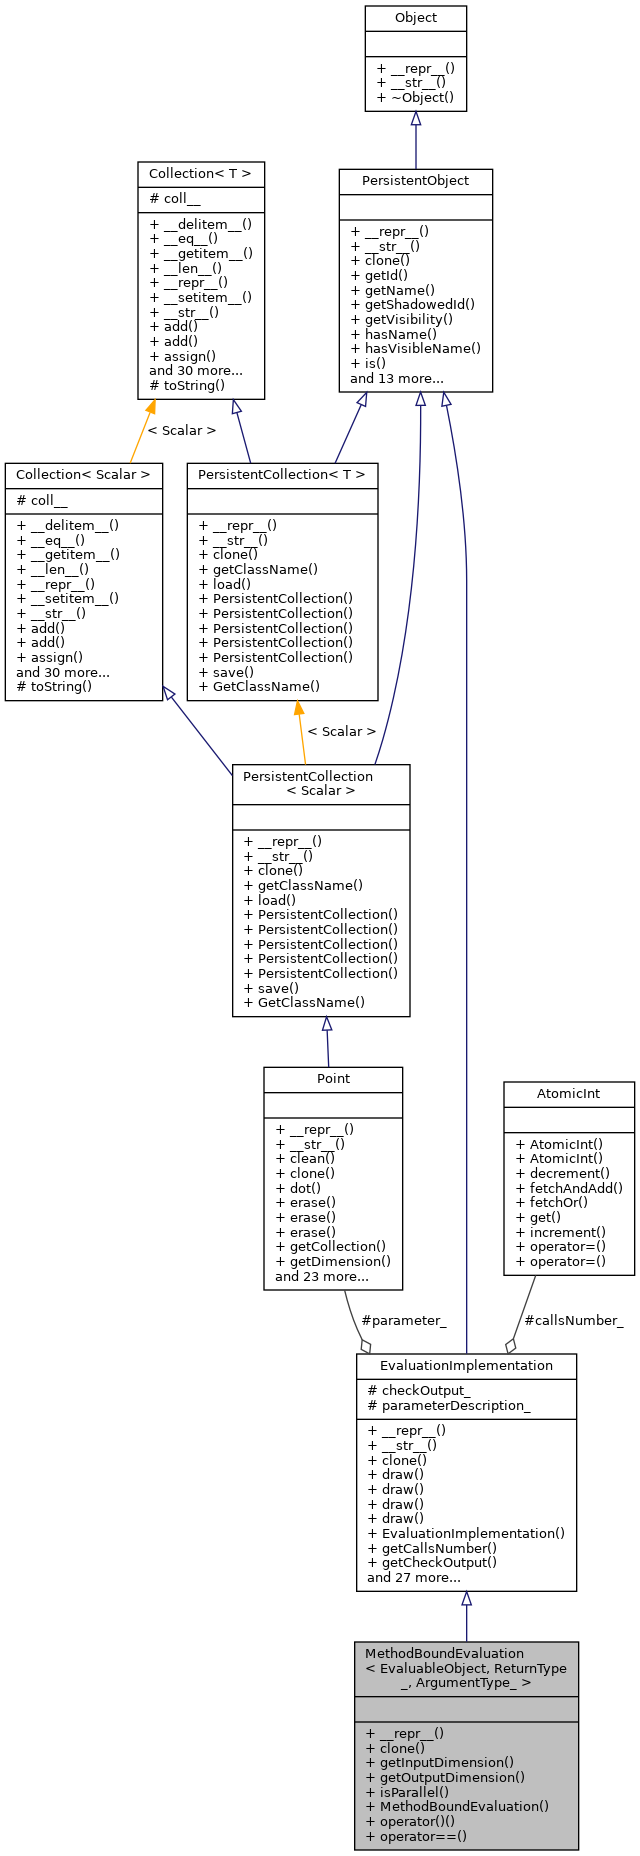 Object
+ __repr__()
+ __str__()
+ ~Object()
Collection< T >
# coll__
+ __delitem__()
+ __eq__()
+ __getitem__()
+ __len__()
+ __repr__()
+ __setitem__()
+ __str__()
+ add()
+ add()
+ assign()
and 30 more...
# toString()
PersistentObject
+ __repr__()
+ __str__()
+ clone()
+ getId()
+ getName()
+ getShadowedId()
+ getVisibility()
+ hasName()
+ hasVisibleName()
+ is()
and 13 more...
< Scalar >
Collection< Scalar >
# coll__
+ __delitem__()
+ __eq__()
+ __getitem__()
+ __len__()
+ __repr__()
+ __setitem__()
+ __str__()
+ add()
+ add()
+ assign()
and 30 more...
# toString()
PersistentCollection< T >
+ __repr__()
+ __str__()
+ clone()
+ getClassName()
+ load()
+ PersistentCollection()
+ PersistentCollection()
+ PersistentCollection()
+ PersistentCollection()
+ PersistentCollection()
+ save()
+ GetClassName()
< Scalar >
PersistentCollection
< Scalar >
+ __repr__()
+ __str__()
+ clone()
+ getClassName()
+ load()
+ PersistentCollection()
+ PersistentCollection()
+ PersistentCollection()
+ PersistentCollection()
+ PersistentCollection()
+ save()
+ GetClassName()
Point
+ __repr__()
+ __str__()
+ clean()
+ clone()
+ dot()
+ erase()
+ erase()
+ erase()
+ getCollection()
+ getDimension()
and 23 more...
AtomicInt
+ AtomicInt()
+ AtomicInt()
+ decrement()
+ fetchAndAdd()
+ fetchOr()
+ get()
+ increment()
+ operator=()
+ operator=()
#parameter_
#callsNumber_
EvaluationImplementation
# checkOutput_
# parameterDescription_
+ __repr__()
+ __str__()
+ clone()
+ draw()
+ draw()
+ draw()
+ draw()
+ EvaluationImplementation()
+ getCallsNumber()
+ getCheckOutput()
and 27 more...
MethodBoundEvaluation
< EvaluableObject, ReturnType
_, ArgumentType_ >
+ __repr__()
+ clone()
+ getInputDimension()
+ getOutputDimension()
+ isParallel()
+ MethodBoundEvaluation()
+ operator()()
+ operator==()